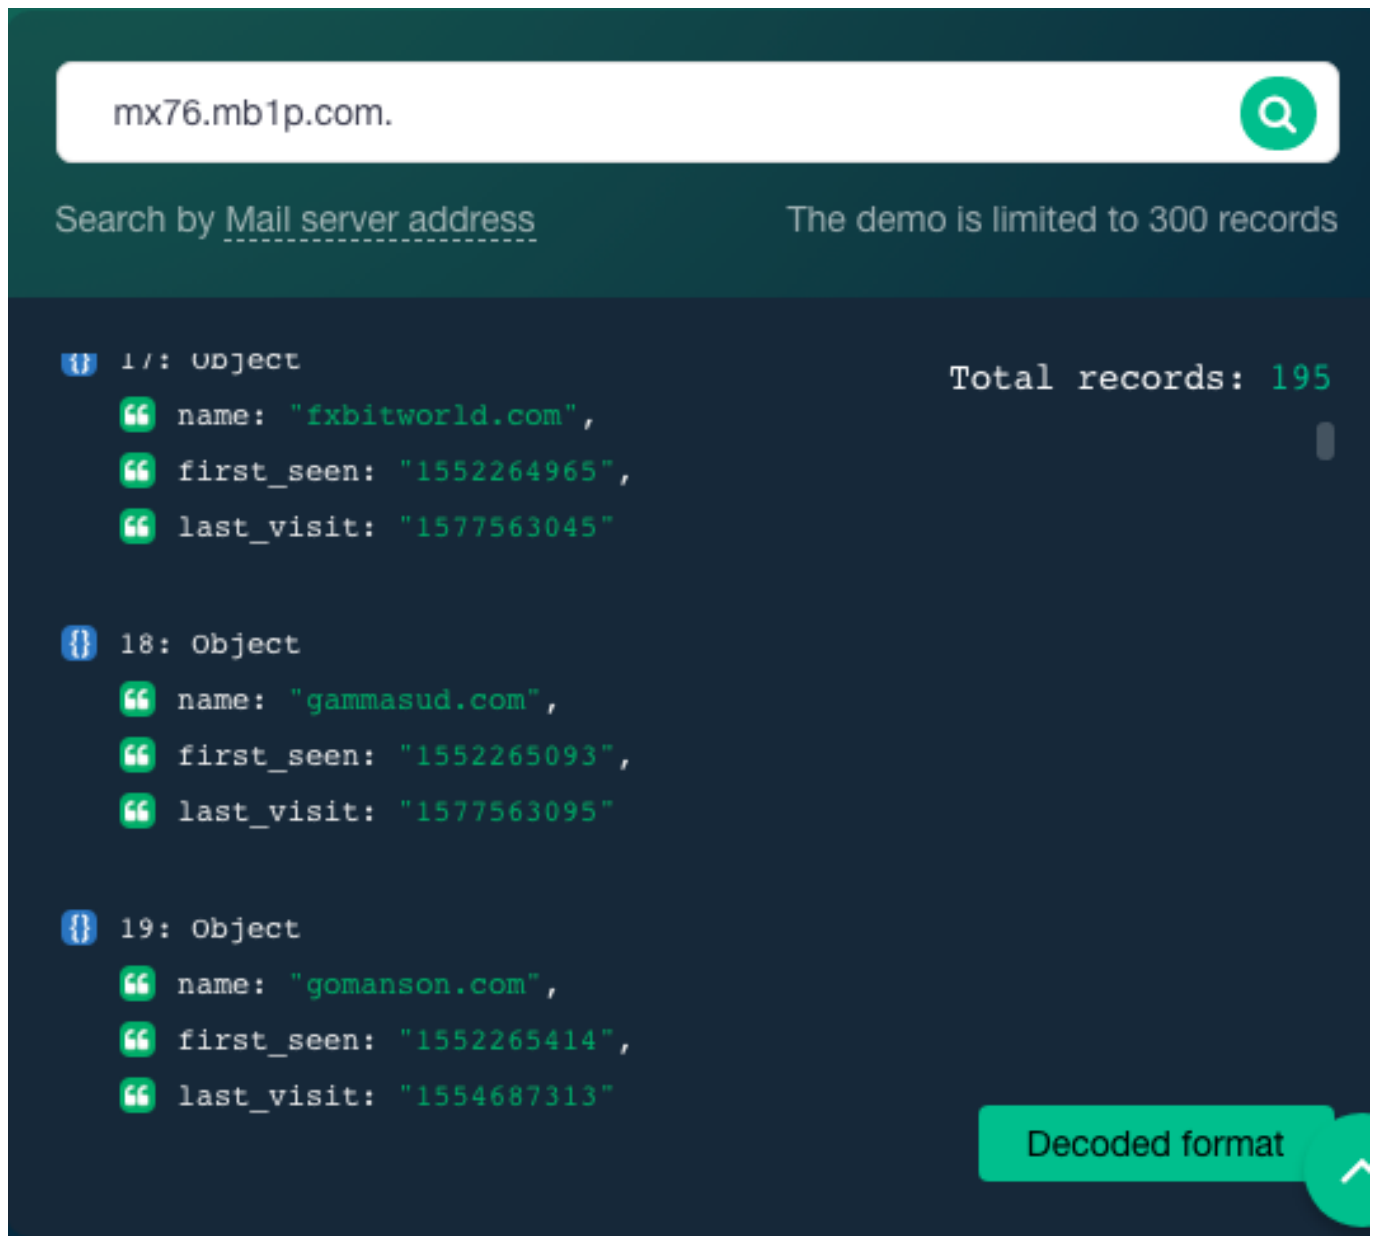 mx76.mb1p.com.
Search by Mail server address
The demo is limited to 300 records
17: Object
Total records: 195
name: "fxbitworld.com",
first_seen: "1552264965",
last_visit: "1577563045"
18: Object
name: "gammasud.com",
first_seen: "1552265093",
last_visit: "1577563095"
19: Object
name: "gomanson.com",
first_seen: "1552265414",
last_visit: "1554687313"
Decoded format